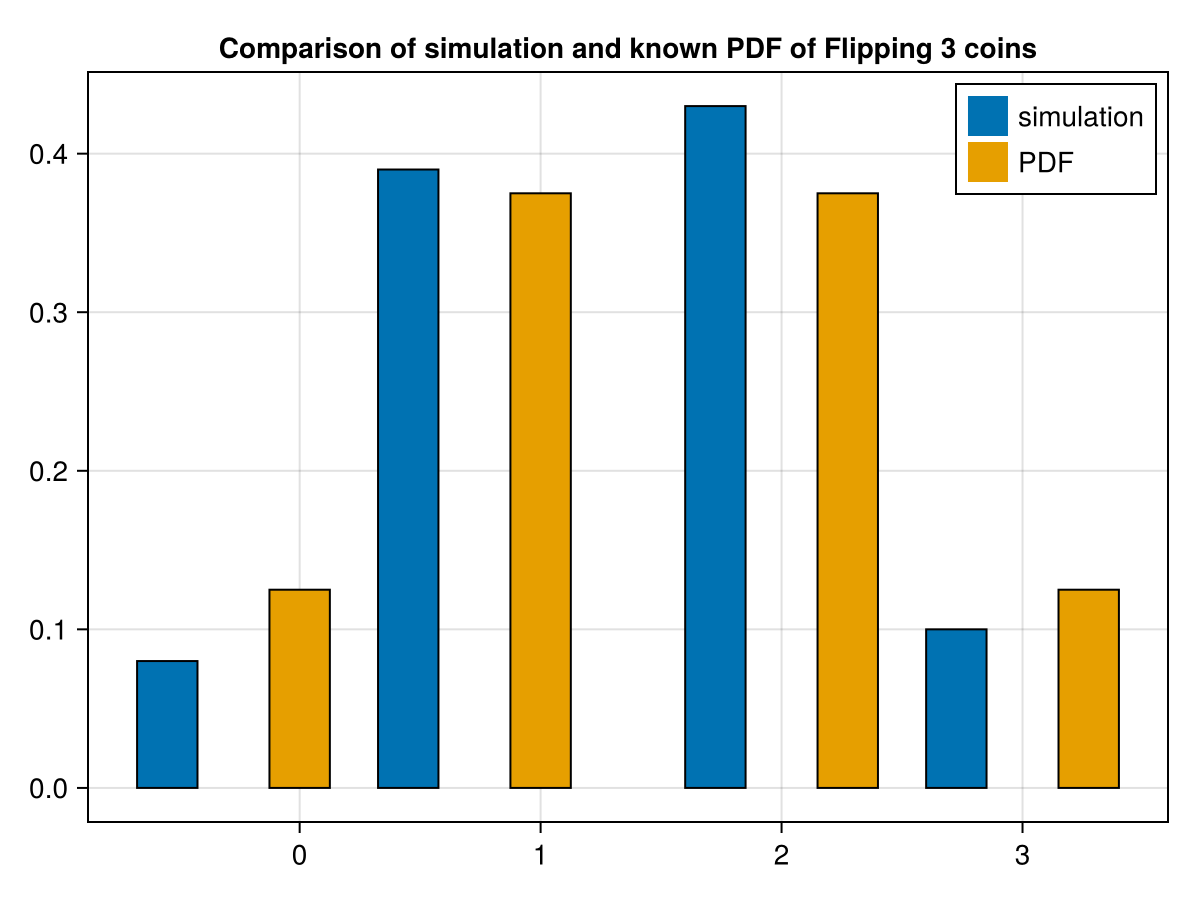 Comparison of simulation and known PDF of Flipping 3 coins
simulation
PDF
0.4
0.3
0.2
0.1
0.0
0 1 2 3